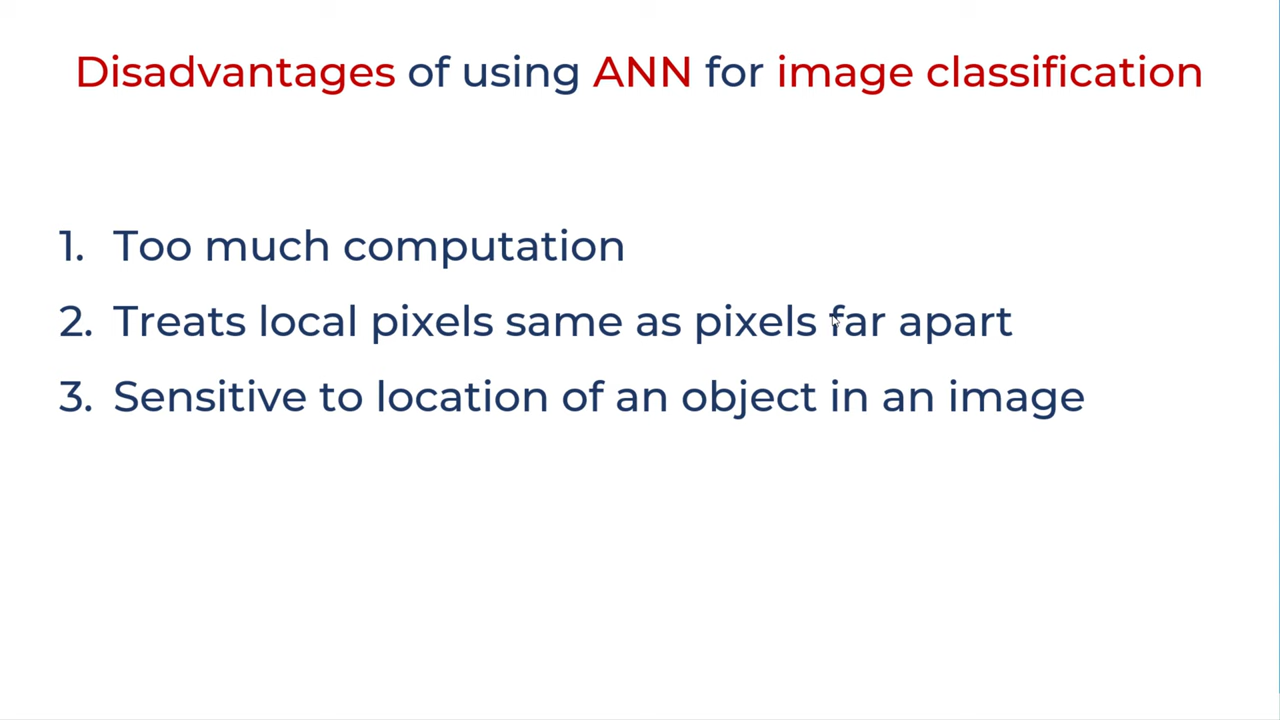 Disadvantages of using ANN for image classification
1. Too much computation
2. Treats local pixels same as pixels far apart
3. Sensitive to location of an object in an image